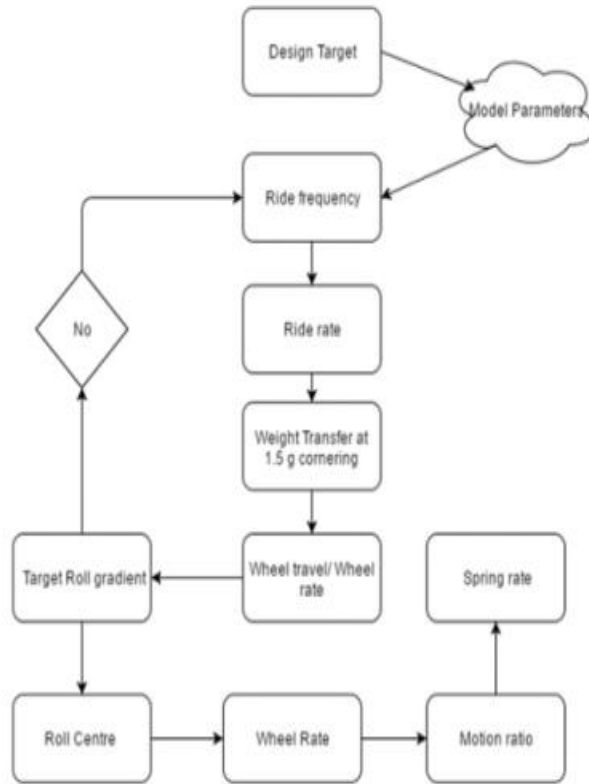 Design Target
Model Parameters
Ride frequency
No
Ride rate
Weight Transfer at
1.5 g cornering
Target Roll gradient
Wheel travel/ Wheel
rate
Spring rate
Roll Centre
Wheel Rate
Motion ratio